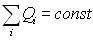 ∑_i Q_i = const